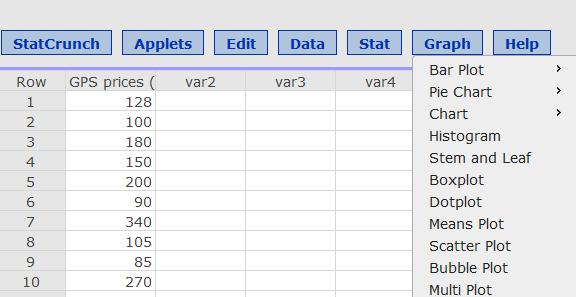 StatCrunch Applets Edit Data Stat Graph Help
Row GPS prices ( var2 var3 var4
1 128
2 100
3 180
4 150
5 200
6 90
7 340
8 105
9 85
10 270
Bar Plot
Pie Chart
Chart
Histogram
Stem and Leaf
Boxplot
Dotplot
Means Plot
Scatter Plot
Bubble Plot
Multi Plot